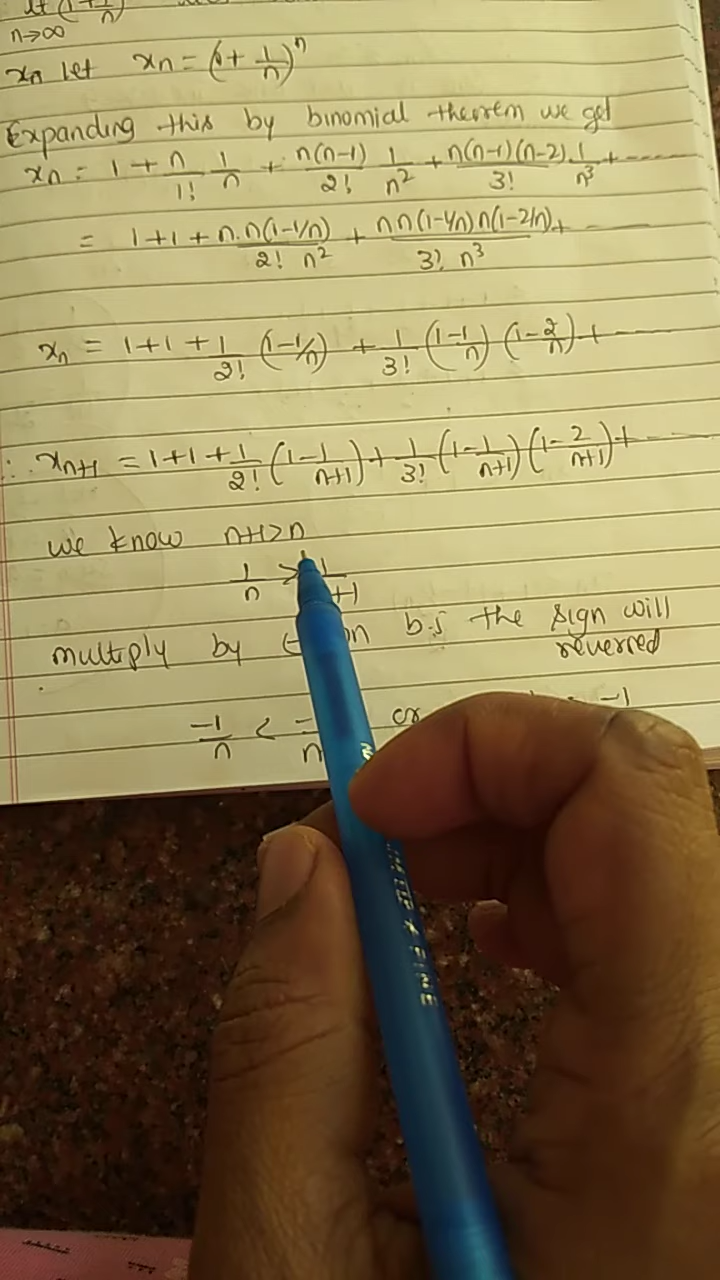 n→∞
xn let xn = (1 + 1/n)^n
Expanding this by binomial theorem we get
xn = 1 + n/1! 1/n + n(n-1)/2! 1/n² + n(n-1)(n-2)/3! . 1/n³ + -----
= 1+1 + n.n(1-1/n)/2! n² + n n(1-1/n) n(1-2/n)/3! n³ + -----
xn = 1+1+ 1/2! (1-1/n) + 1/3! (1-1/n) (1-2/n) + -----
∴ xn+1 = 1+1+ 1/2! (1-1/n+1) + 1/3! (1-1/n+1) (1-2/n+1) + -----
we know n+1>n
1/n > 1/+1
multiply by on b.s the sign will
reversed
-1/n < -/n or -1